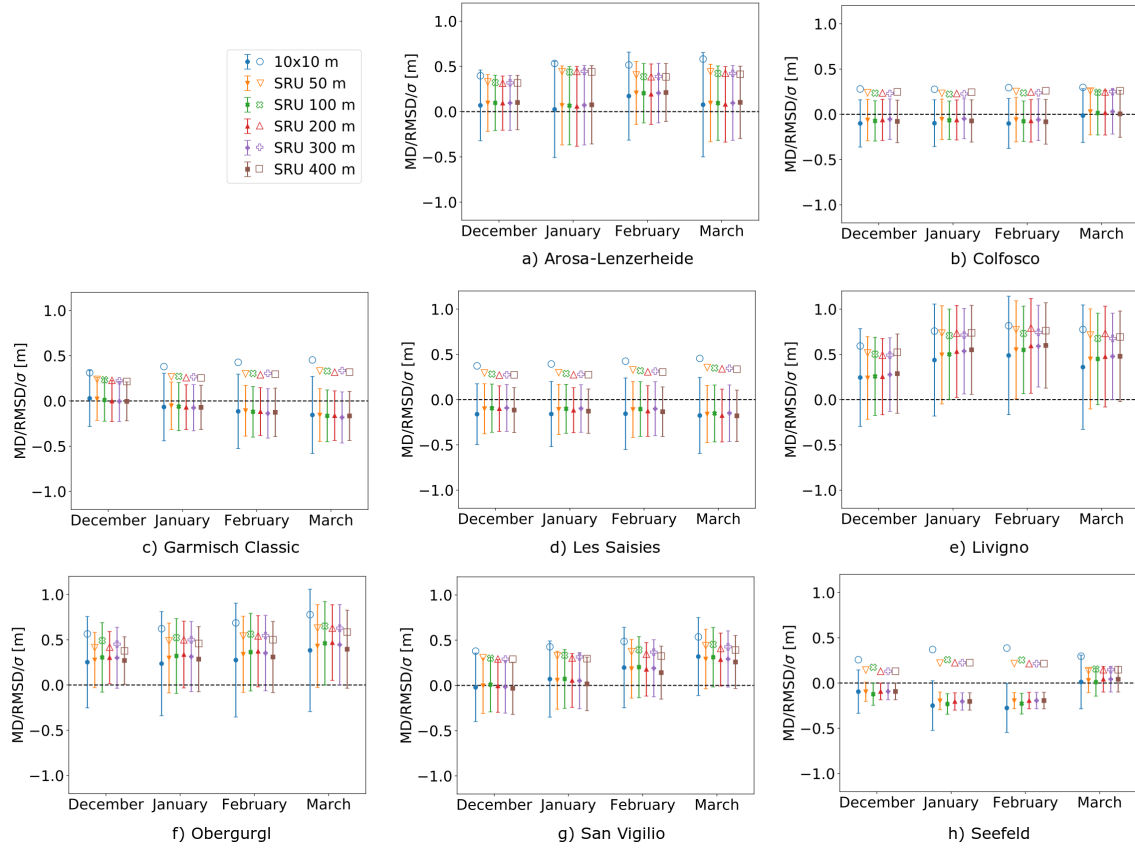 10x10 m
SRU 50 m
SRU 100 m
SRU 200 m
SRU 300 m
SRU 400 m
MD/RMSD/σ [m]
1.0
0.5
0.0
−0.5
−1.0
December January February March
a) Arosa-Lenzerheide
MD/RMSD/σ [m]
1.0
0.5
0.0
−0.5
−1.0
December January February March
b) Colfosco
MD/RMSD/σ [m]
1.0
0.5
0.0
−0.5
−1.0
December January February March
c) Garmisch Classic
MD/RMSD/σ [m]
1.0
0.5
0.0
−0.5
−1.0
December January February March
d) Les Saisies
MD/RMSD/σ [m]
1.0
0.5
0.0
−0.5
−1.0
December January February March
e) Livigno
MD/RMSD/σ [m]
1.0
0.5
0.0
−0.5
−1.0
December January February March
f) Obergurgl
MD/RMSD/σ [m]
1.0
0.5
0.0
−0.5
−1.0
December January February March
g) San Vigilio
MD/RMSD/σ [m]
1.0
0.5
0.0
−0.5
−1.0
December January February March
h) Seefeld